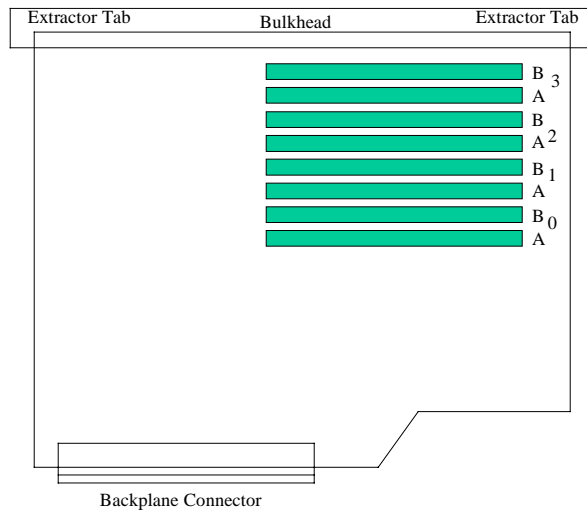 Extractor Tab Bulkhead Extractor Tab
B 3
A
B
A 2
B 1
A
B 0
A
Backplane Connector